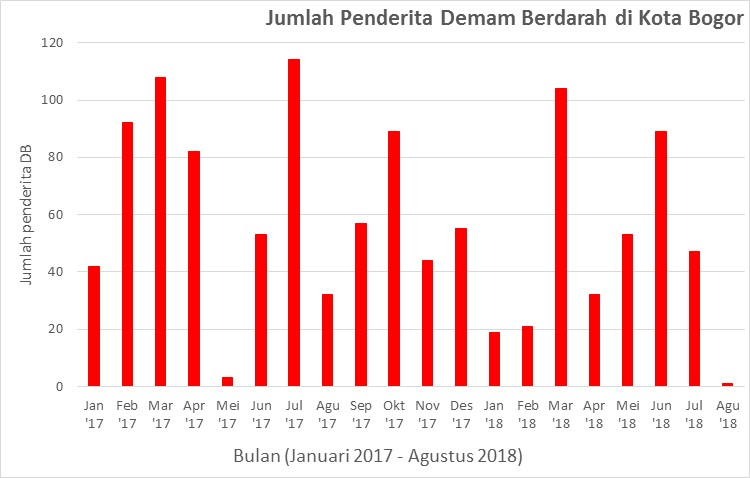 Jumlah Penderita Demam Berdarah di Kota Bogor
120
100
80
60
40
20
0
Jumlah penderita DB
Jan Feb Mar Apr Mei Jun Jul Agu Sep Okt Nov Des Jan Feb Mar Apr Mei Jun Jul Agu
'17 '17 '17 '17 '17 '17 '17 '17 '17 '17 '17 '17 '18 '18 '18 '18 '18 '18 '18 '18
Bulan (Januari 2017 - Agustus 2018)